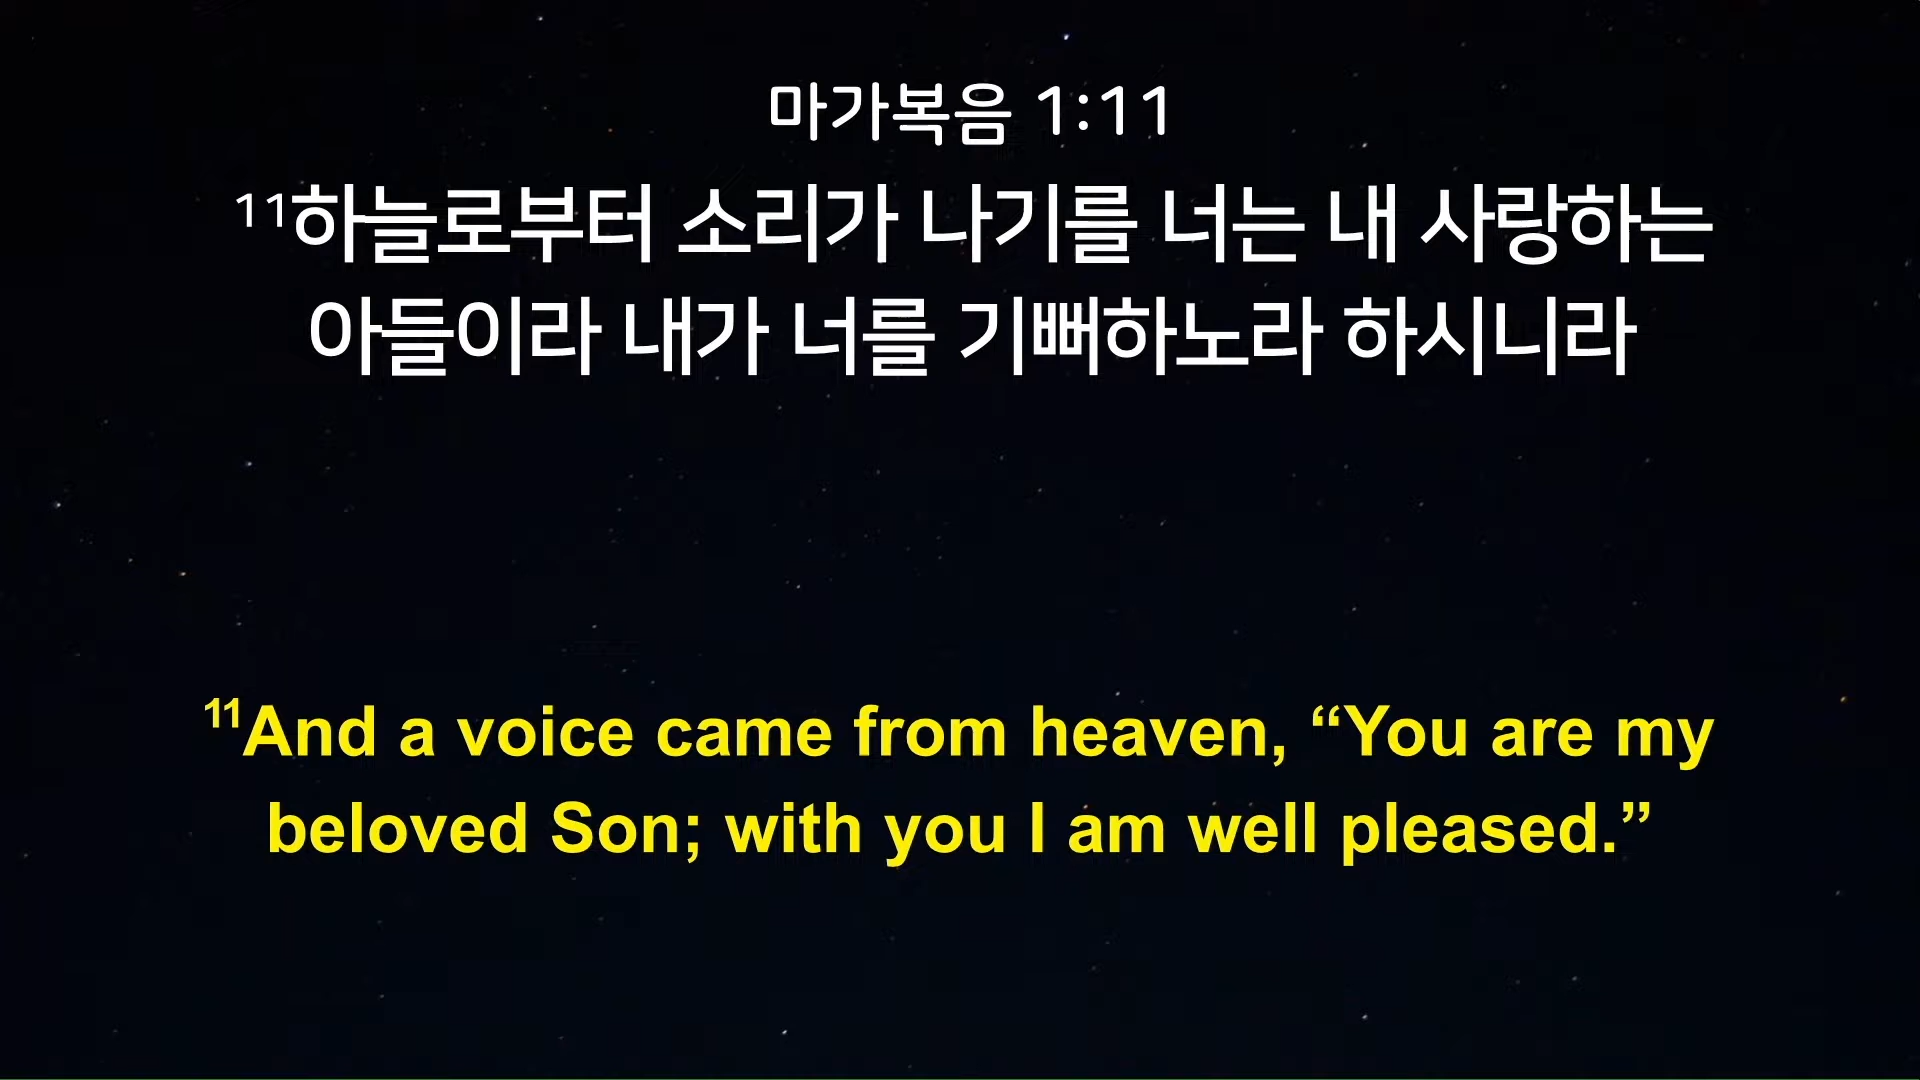 마가복음 1:11
¹¹하늘로부터 소리가 나기를 너는 내 사랑하는
아들이라 내가 너를 기뻐하노라 하시니라
¹¹And a voice came from heaven, “You are my
beloved Son; with you I am well pleased.”